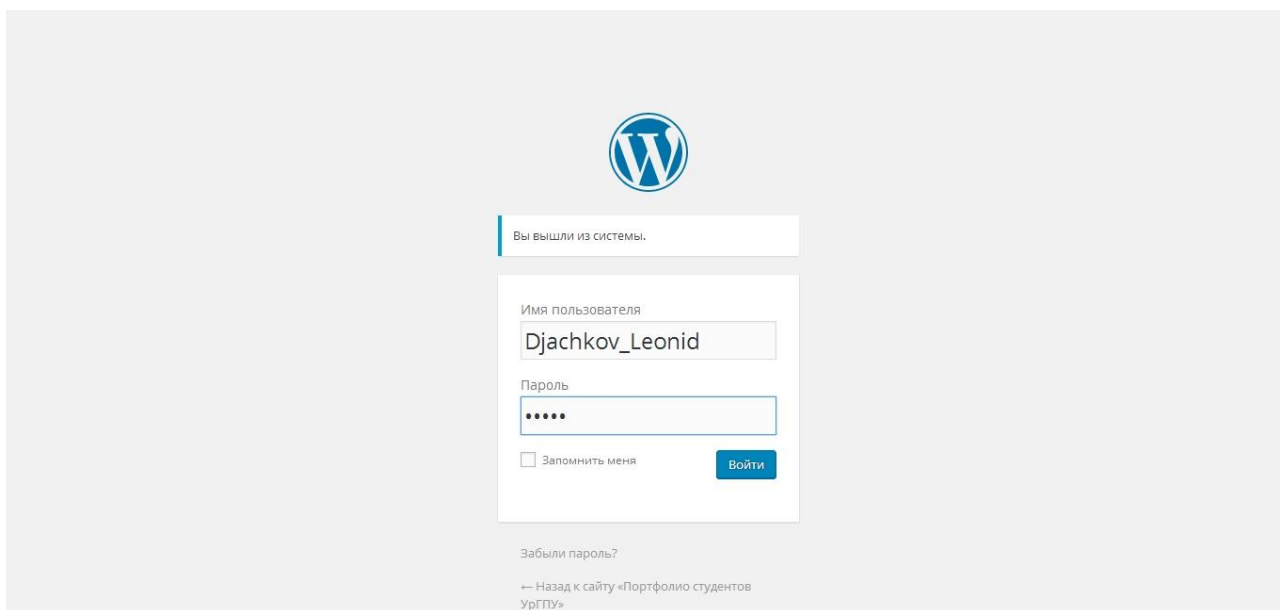 Вы вышли из системы.
Имя пользователя
Djachkov_Leonid
Пароль
•••••
Запомнить меня
Войти
Забыли пароль?
← Назад к сайту «Портфолио студентов
УрГПУ»